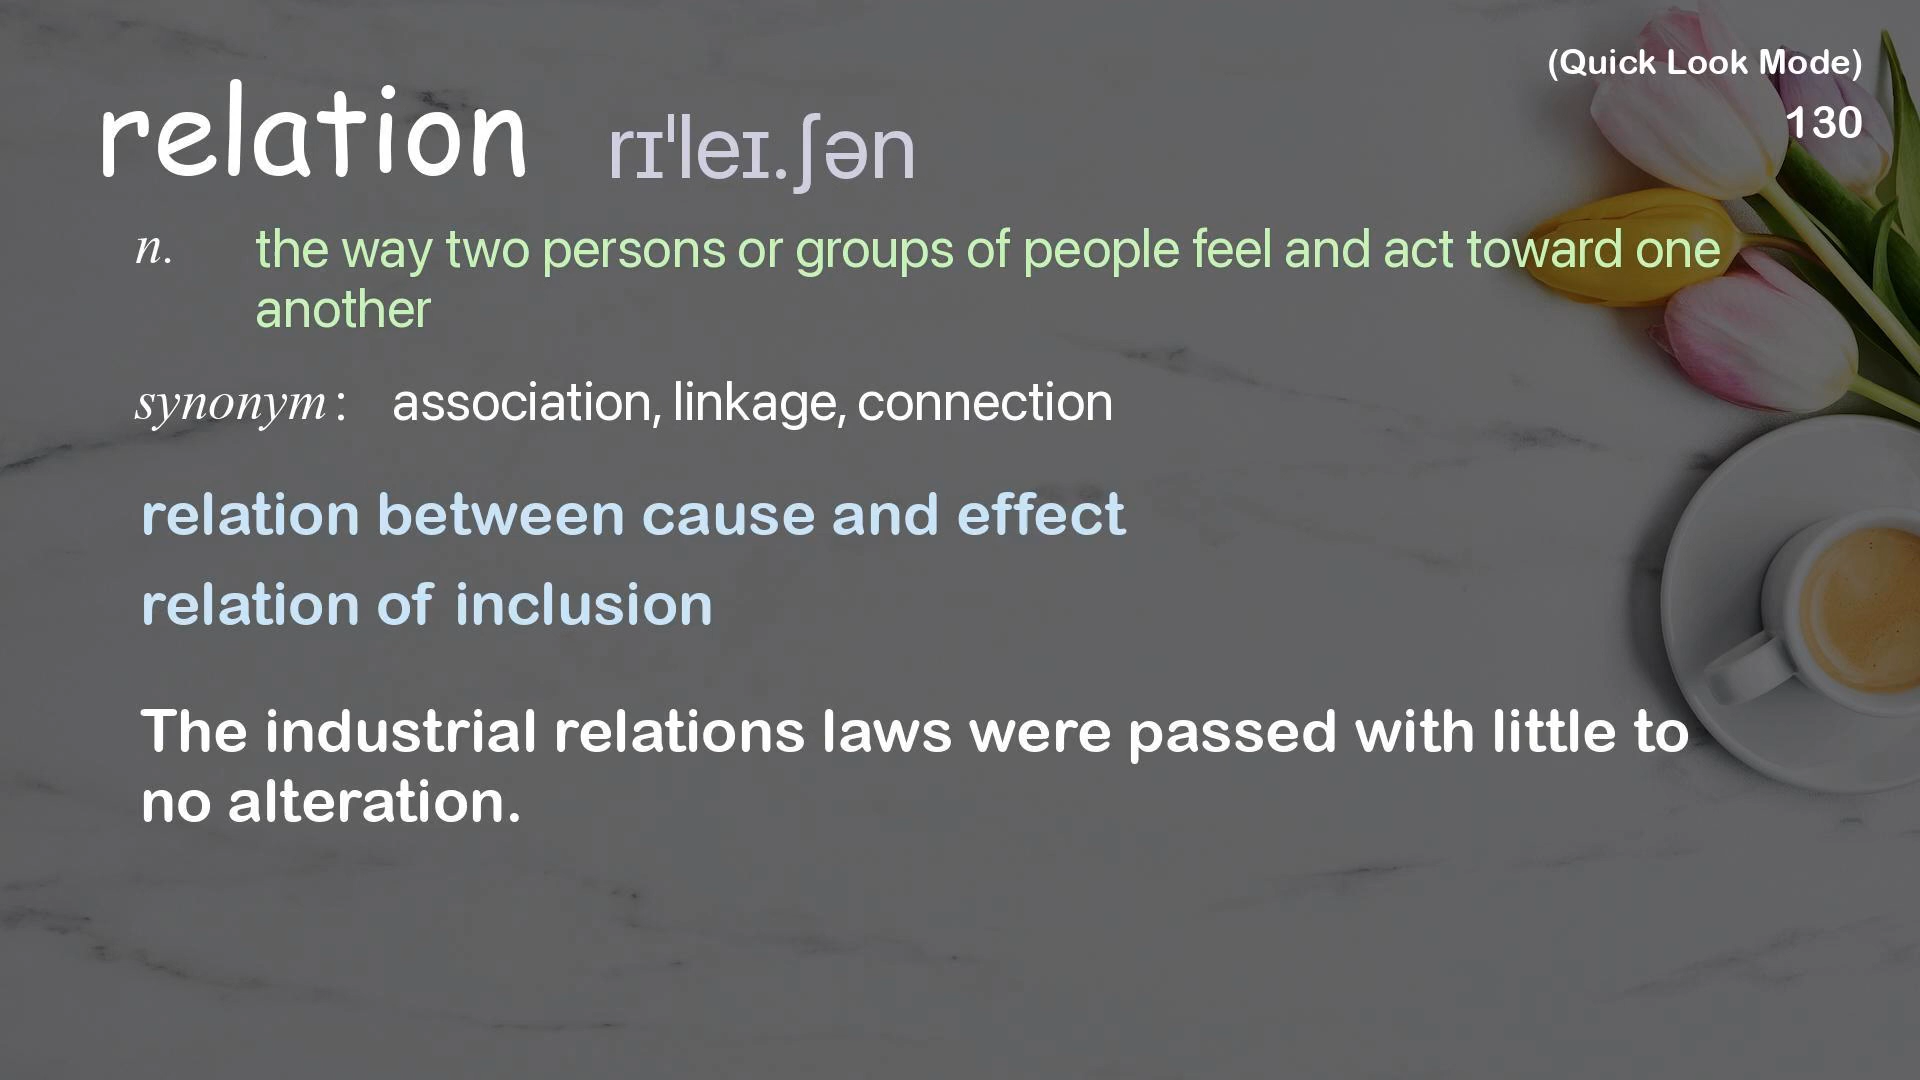 (Quick Look Mode)
130
relation rɪˈleɪ.ʃən
n. the way two persons or groups of people feel and act toward one
another
synonym: association, linkage, connection
relation between cause and effect
relation of inclusion
The industrial relations laws were passed with little to
no alteration.